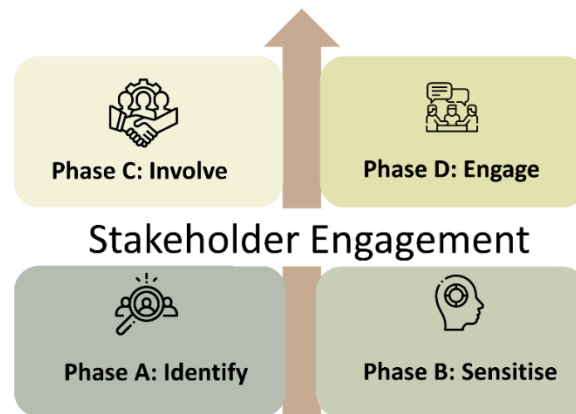 Phase C: Involve
Phase D: Engage
Stakeholder Engagement
Phase A: Identify
Phase B: Sensitise